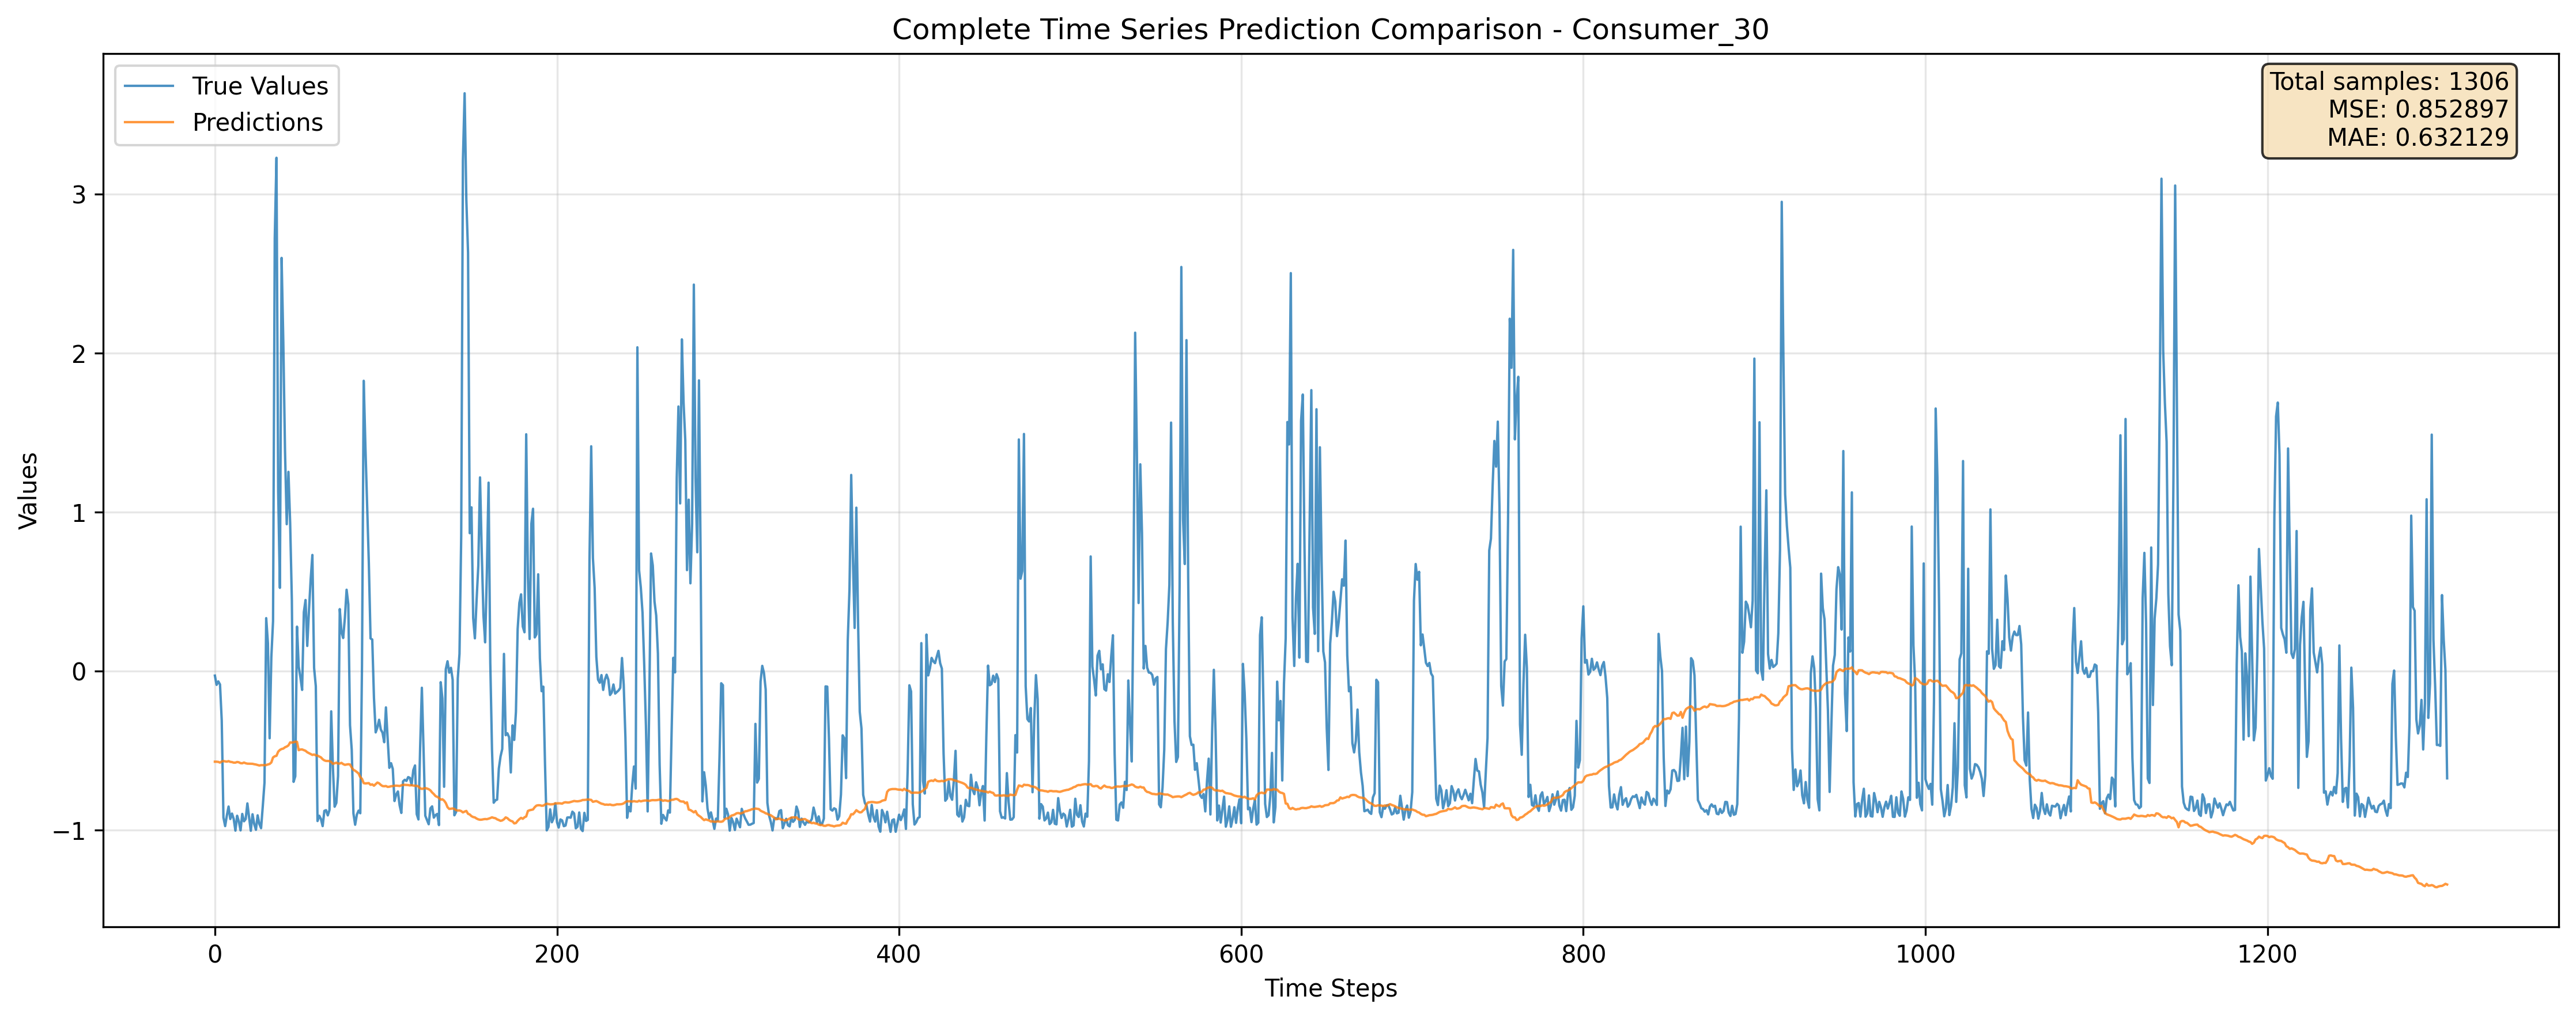 Complete Time Series Prediction Comparison - Consumer_30
True Values
Predictions
Total samples: 1306
MSE: 0.852897
MAE: 0.632129
Values
3
2
1
0
−1
0
200
400
600
800
1000
1200
Time Steps